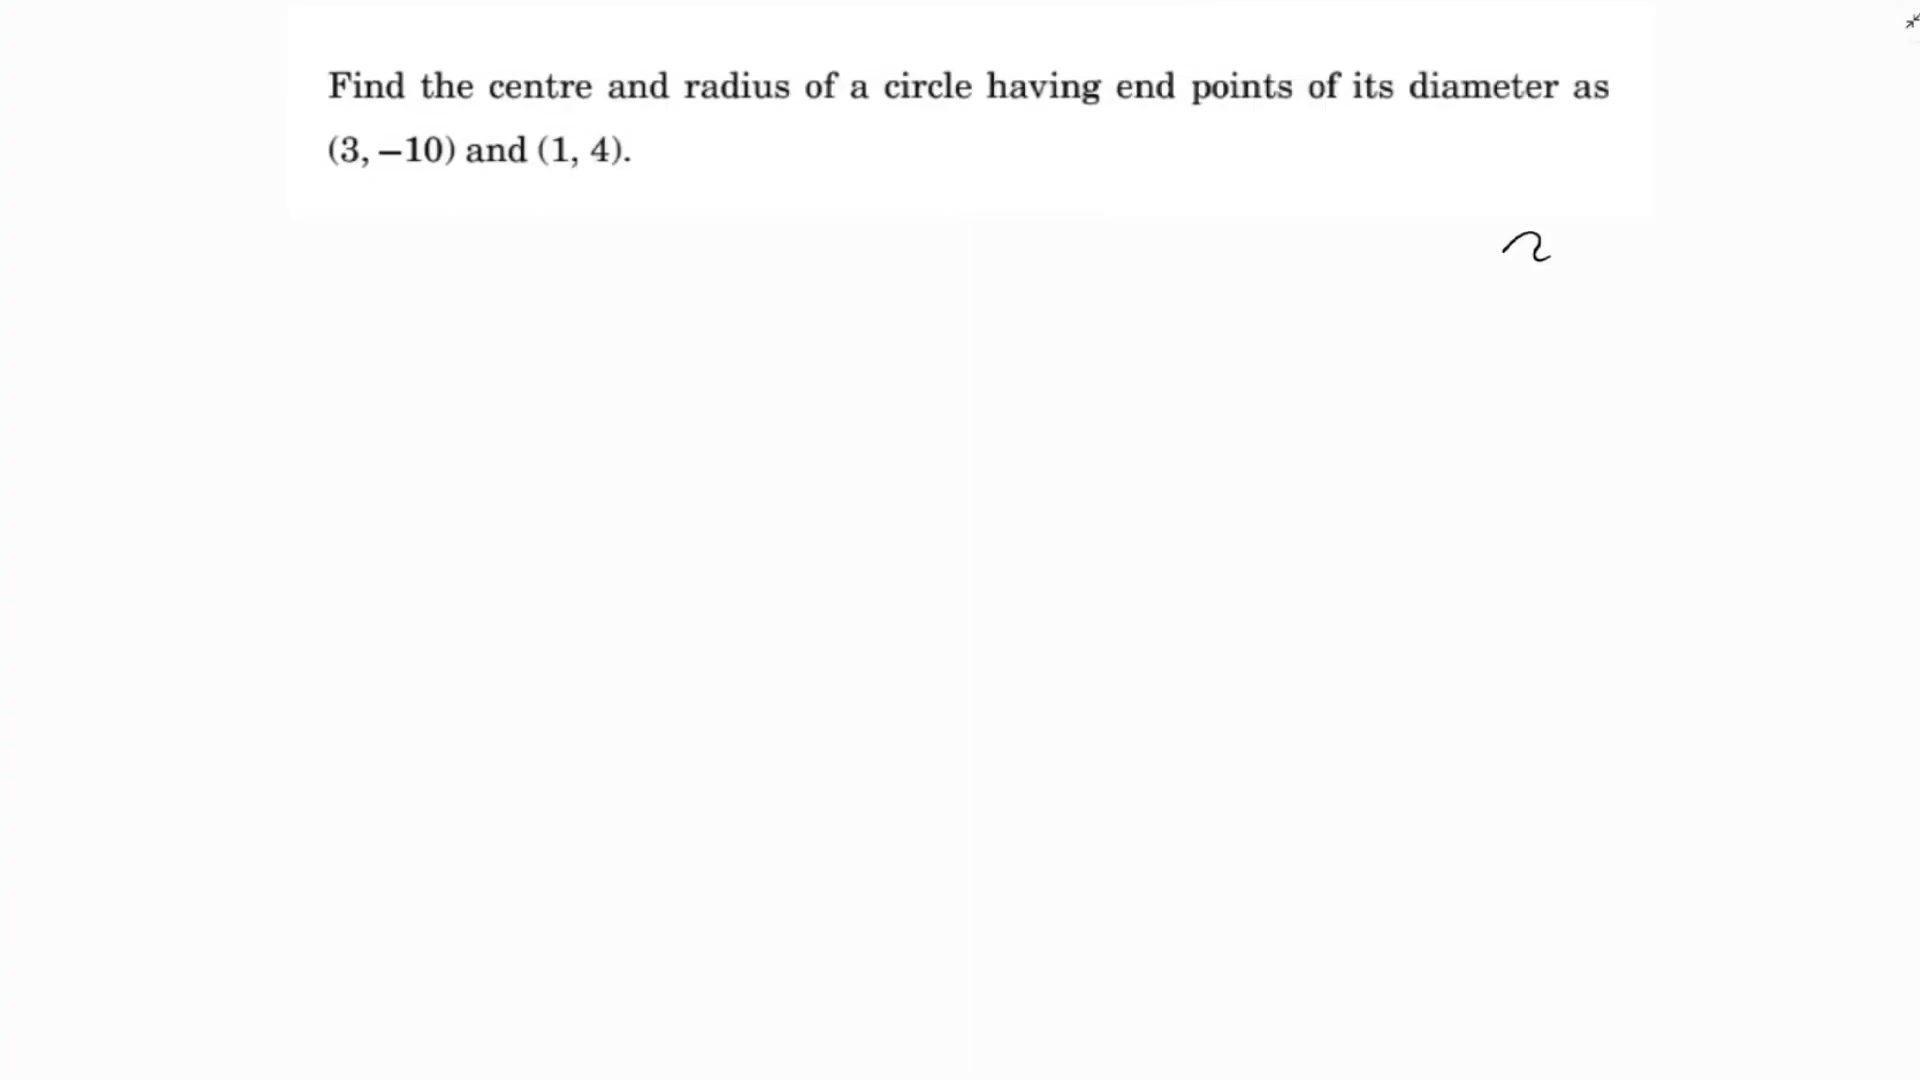 Find the centre and radius of a circle having end points of its diameter as
(3, –10) and (1, 4).